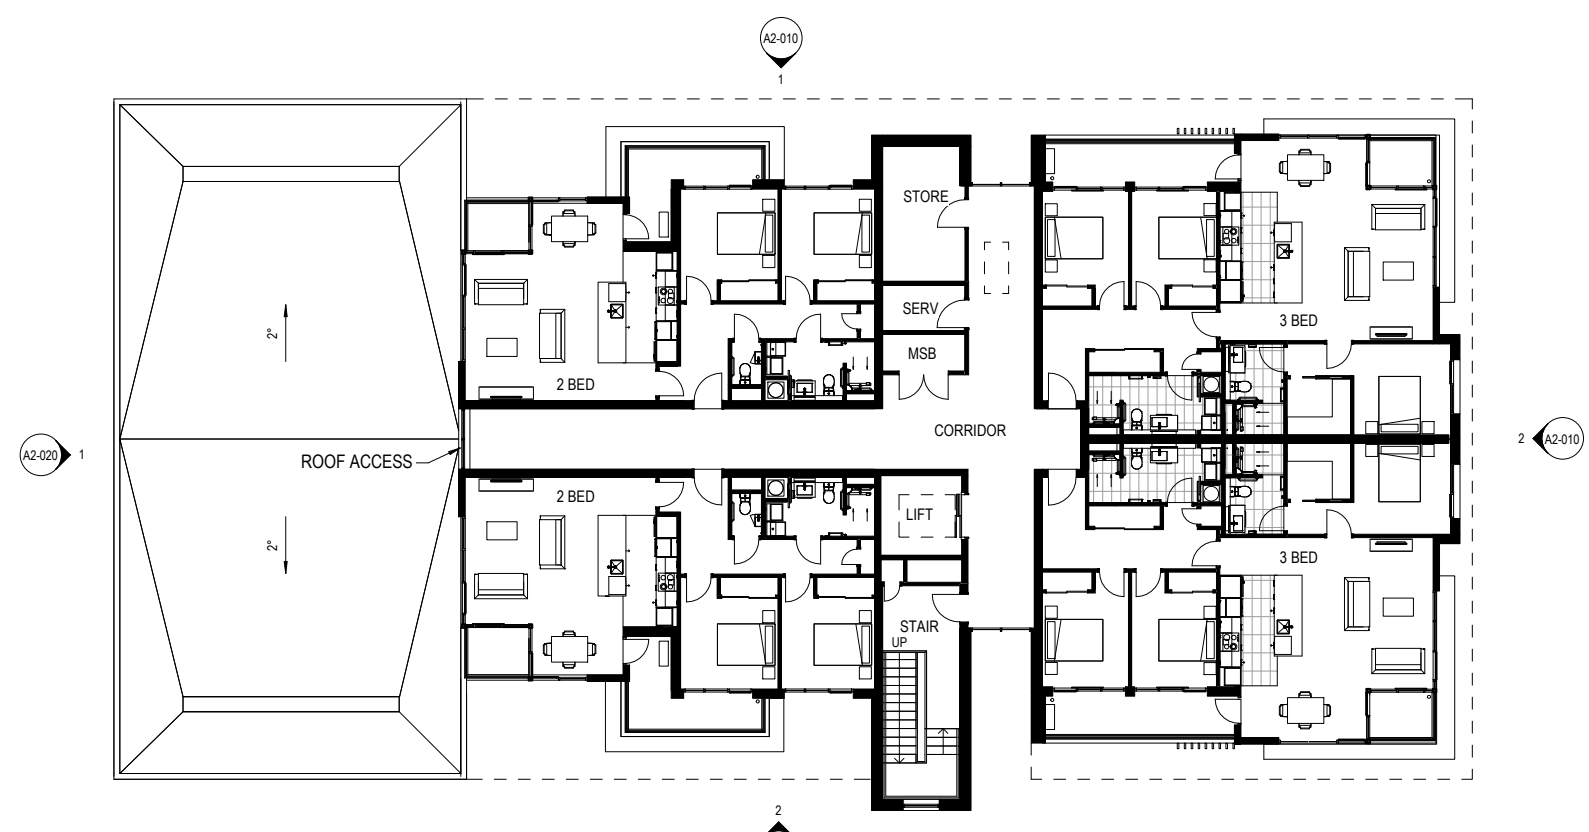 A2-010
1
STORE
SERV
3 BED
MSB
2°
2 BED
CORRIDOR
A2-020 1
2 A2-010
ROOF ACCESS
2 BED
LIFT
2°
3 BED
STAIR
UP
2